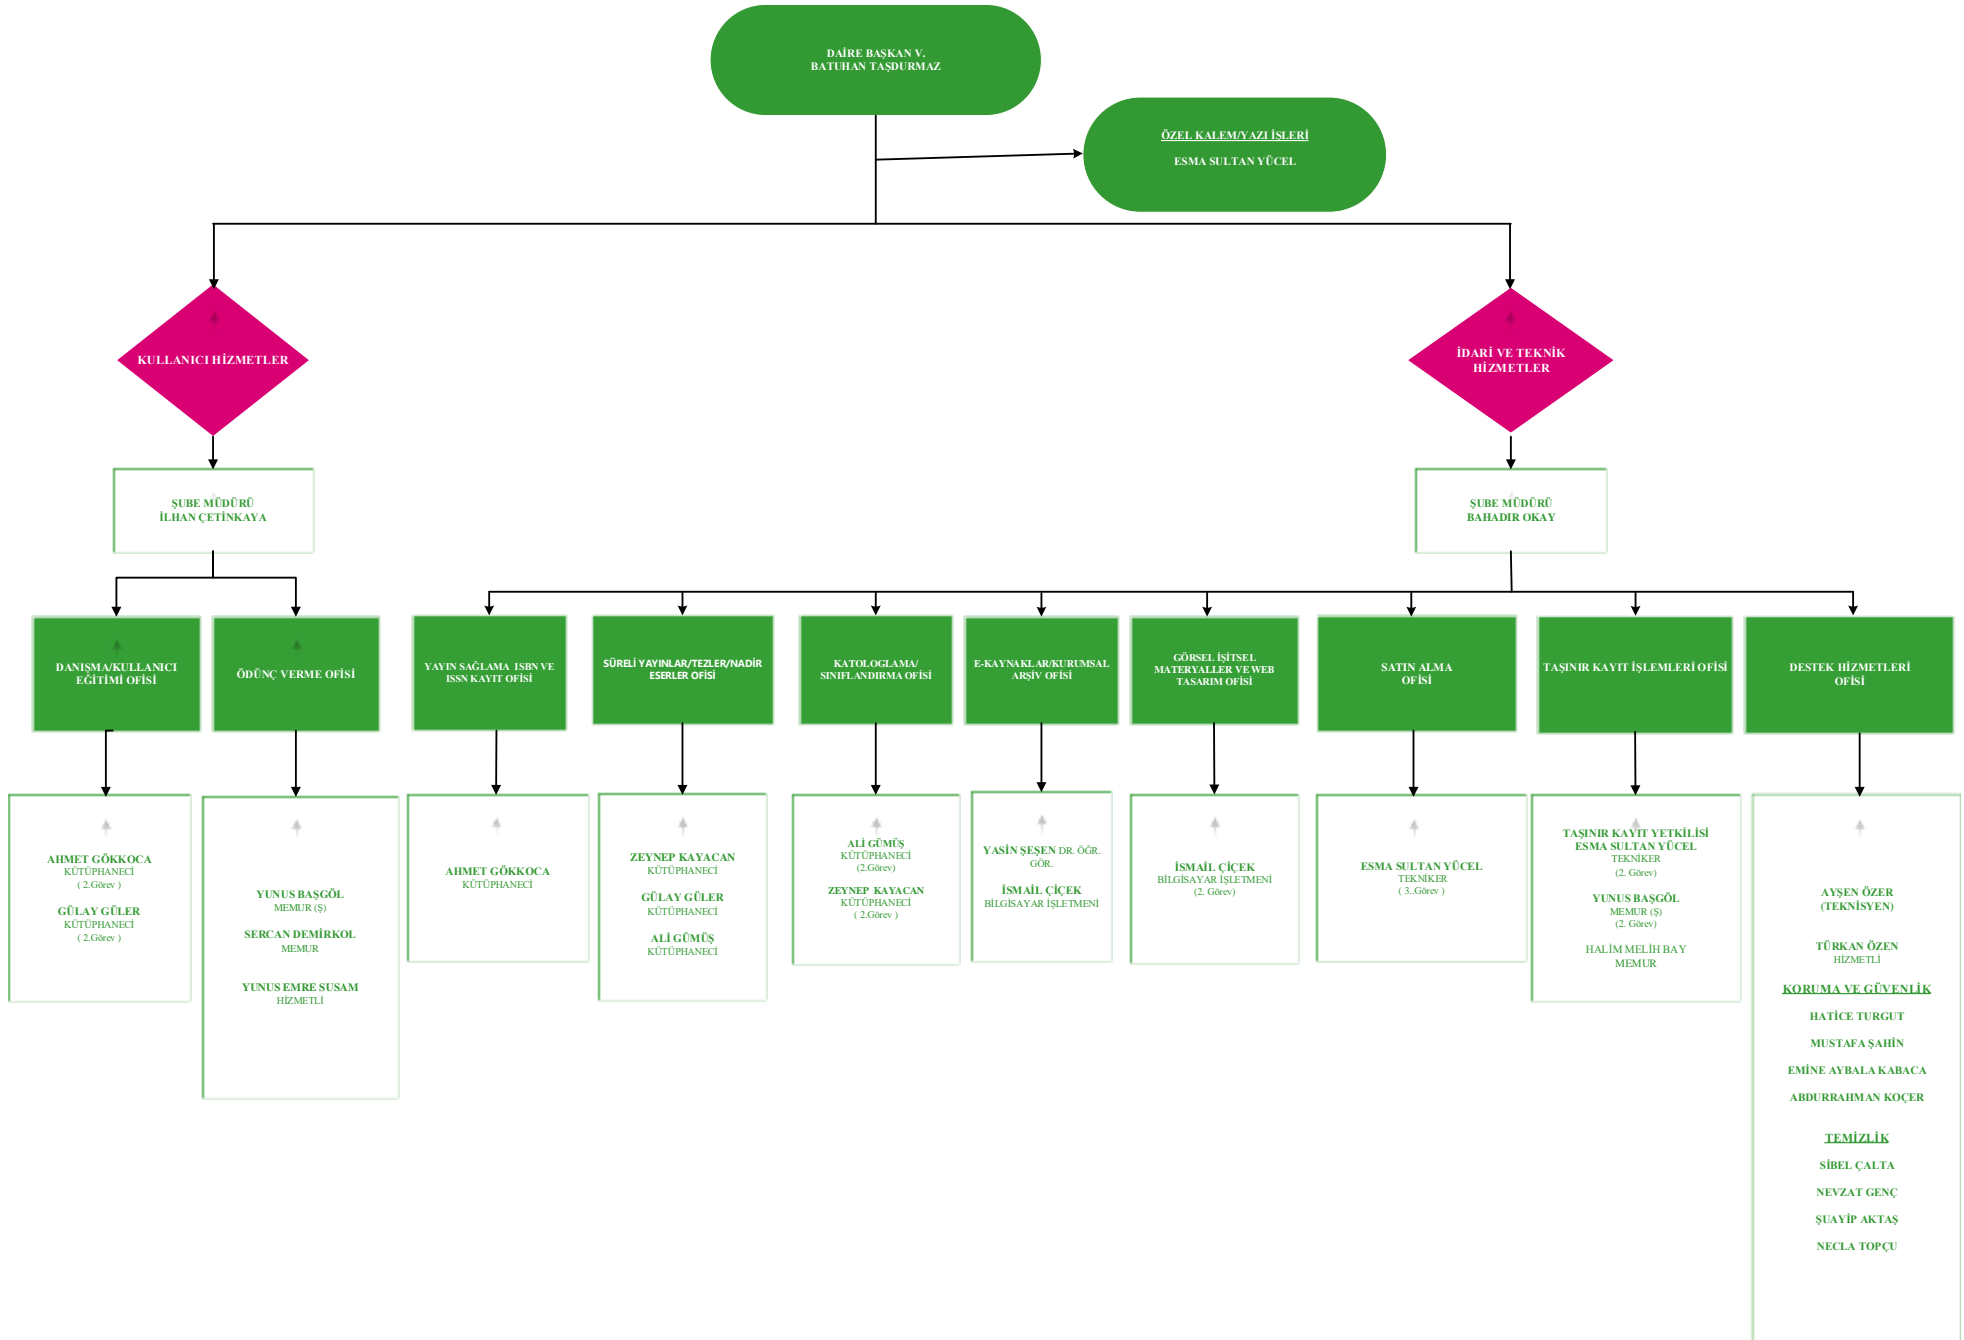 DAİRE BAŞKAN V.
BATUHAN TAŞDURMAZ
ÖZEL KALEM/YAZI İSLERİ
ESMA SULTAN YÜCEL
KULLANICI HİZMETLER
İDARİ VE TEKNİK
HİZMETLER
ŞUBE MÜDÜRÜ
İLHAN ÇETİNKAYA
ŞUBE MÜDÜRÜ
BAHADIR OKAY
DANIŞMA/KULLANICI
EĞİTİMİ OFİSİ
ÖDÜNÇ VERME OFİSİ
YAYIN SAĞLAMA  ISBN VE
ISSN KAYIT OFİSİ
SÜRELİ YAYINLAR/TEZLER/NADİR
ESERLER OFİSİ
KATOLOGLAMA/
SINIFLANDIRMA OFİSİ
E-KAYNAKLAR/KURUMSAL
ARŞİV OFİSİ
GÖRSEL İŞİTSEL
MATERYALLER VE WEB
TASARIM OFİSİ
SATIN ALMA
OFİSİ
TAŞINIR KAYIT İŞLEMLERİ OFİSİ
DESTEK HİZMETLERİ
OFİSİ
AHMET GÖKKOCA
KÜTÜPHANECİ
( 2.Görev )
GÜLAY GÜLER
KÜTÜPHANECİ
( 2.Görev )
YUNUS BAŞGÖL
MEMUR (Ş)
SERCAN DEMİRKOL
MEMUR
YUNUS EMRE SUSAM
HİZMETLİ
AHMET GÖKKOCA
KÜTÜPHANECİ
ZEYNEP KAYACAN
KÜTÜPHANECİ
GÜLAY GÜLER
KÜTÜPHANECİ
ALİ GÜMÜŞ
KÜTÜPHANECİ
ALİ GÜMÜŞ
KÜTÜPHANECİ
(2.Görev)
ZEYNEP  KAYACAN
KÜTÜPHANECİ
( 2.Görev )
YASİN ŞEŞEN DR. ÖĞR.
GÖR.
İSMAİL ÇİÇEK
BİLGİSAYAR İŞLETMENİ
İSMAİL ÇİÇEK
BİLGİSAYAR İŞLETMENİ
(2. Görev)
ESMA SULTAN YÜCEL
TEKNİKER
( 3..Görev )
TAŞINIR KAYIT YETKİLİSİ
ESMA SULTAN YÜCEL
TEKNİKER
(2. Görev)
YUNUS BAŞGÖL
MEMUR (Ş)
(2. Görev)
HALİM MELİH BAY
MEMUR
AYŞEN ÖZER
(TEKNİSYEN)
TÜRKAN ÖZEN
HİZMETLİ
KORUMA VE GÜVENLİK
HATİCE TURGUT
MUSTAFA ŞAHİN
EMİNE AYBALA KABACA
ABDURRAHMAN KOÇER
TEMİZLİK
SİBEL ÇALTA
NEVZAT GENÇ
ŞUAYİP AKTAŞ
NECLA TOPÇU